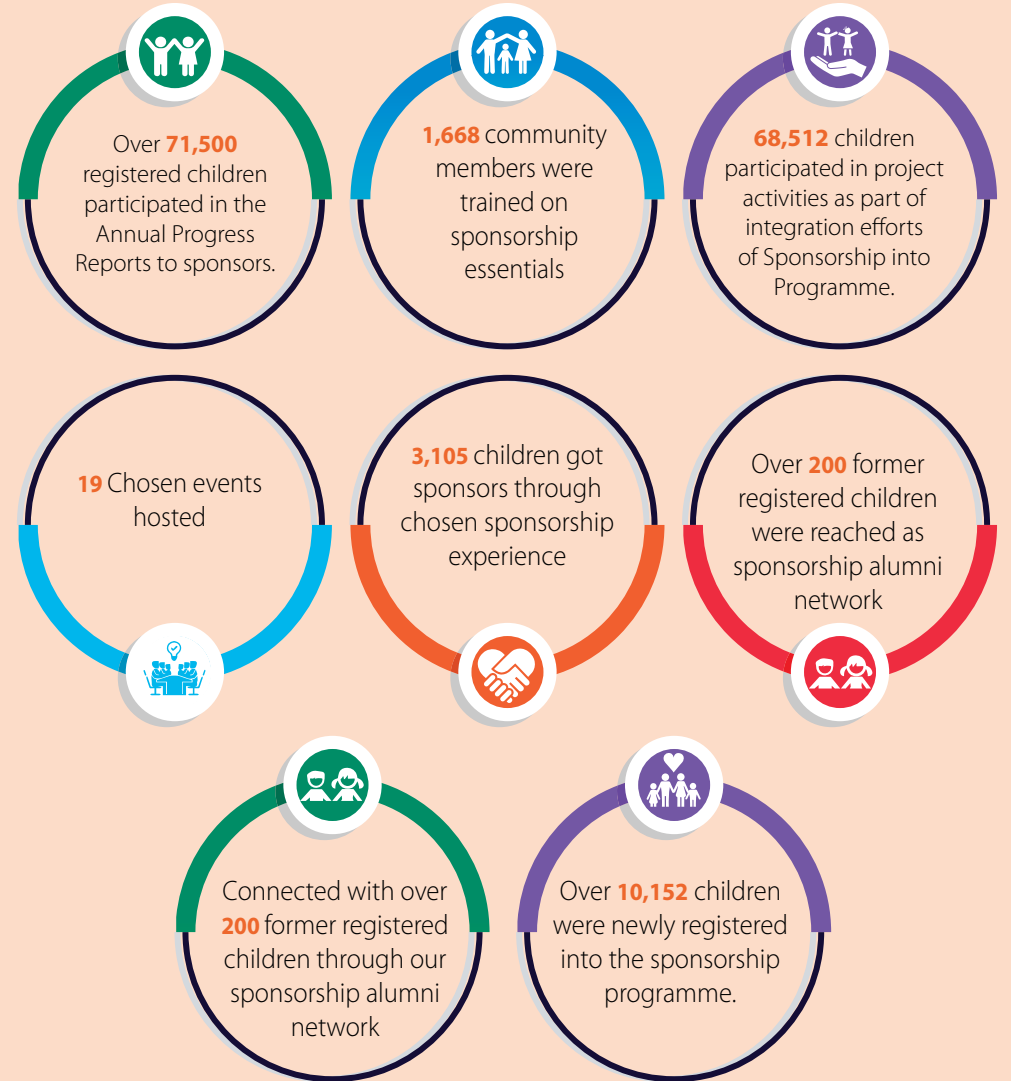 Over 71,500
registered children
participated in the
Annual Progress
Reports to sponsors.
1,668 community
members were
trained on
sponsorship
essentials
68,512 children
participated in project
activities as part of
integration efforts
of Sponsorship into
Programme.
19 Chosen events
hosted
3,105 children got
sponsors through
chosen sponsorship
experience
Over 200 former
registered children
were reached as
sponsorship alumni
network
Connected with over
200 former registered
children through our
sponsorship alumni
network
Over 10,152 children
were newly registered
into the sponsorship
programme.